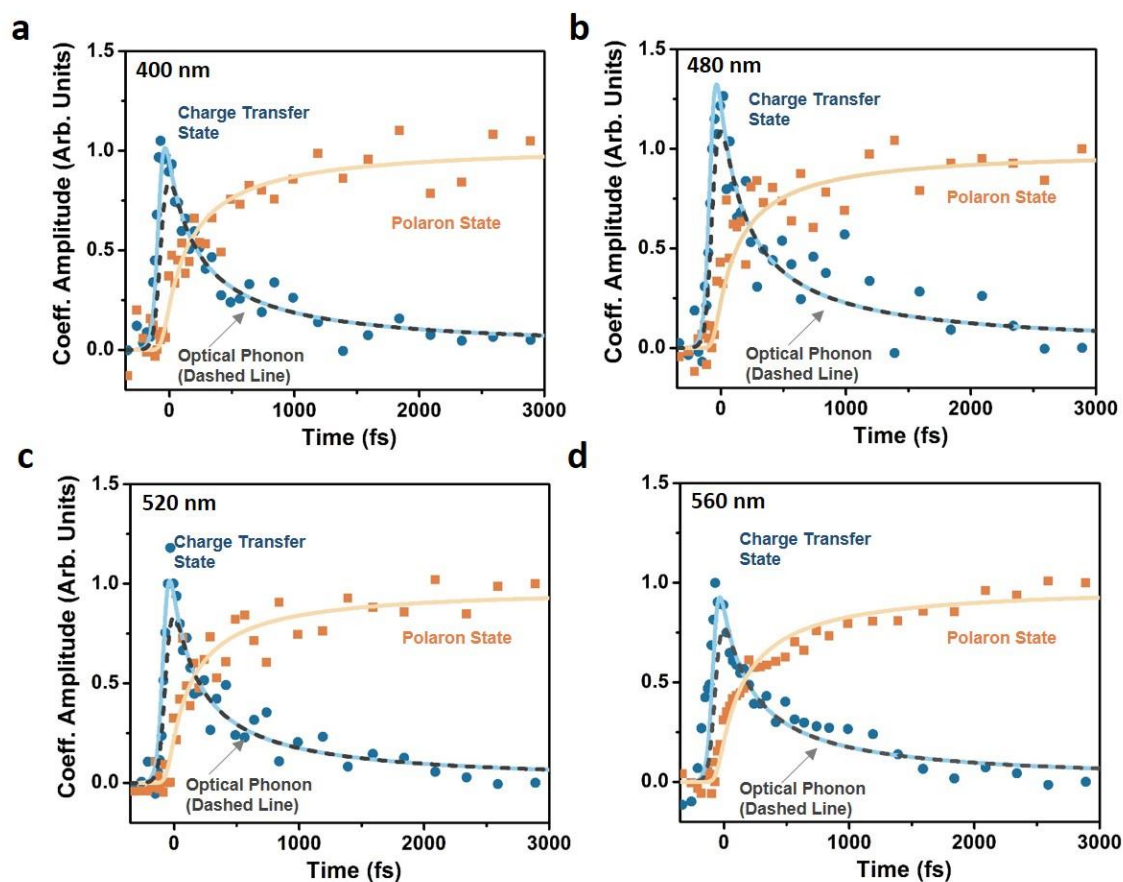 a
400 nm
Charge Transfer
State
Polaron State
Optical Phonon
(Dashed Line)
Coeff. Amplitude (Arb. Units)
1.5
1.0
0.5
0.0
0
1000
2000
3000
Time (fs)
b
480 nm
Charge Transfer
State
Polaron State
Optical Phonon
(Dashed Line)
Coeff. Amplitude (Arb. Units)
1.5
1.0
0.5
0.0
0
1000
2000
3000
Time (fs)
c
520 nm
Charge Transfer
State
Polaron State
Optical Phonon
(Dashed Line)
Coeff. Amplitude (Arb. Units)
1.5
1.0
0.5
0.0
0
1000
2000
3000
Time (fs)
d
560 nm
Charge Transfer
State
Polaron State
Optical Phonon
(Dashed Line)
Coeff. Amplitude (Arb. Units)
1.5
1.0
0.5
0.0
0
1000
2000
3000
Time (fs)